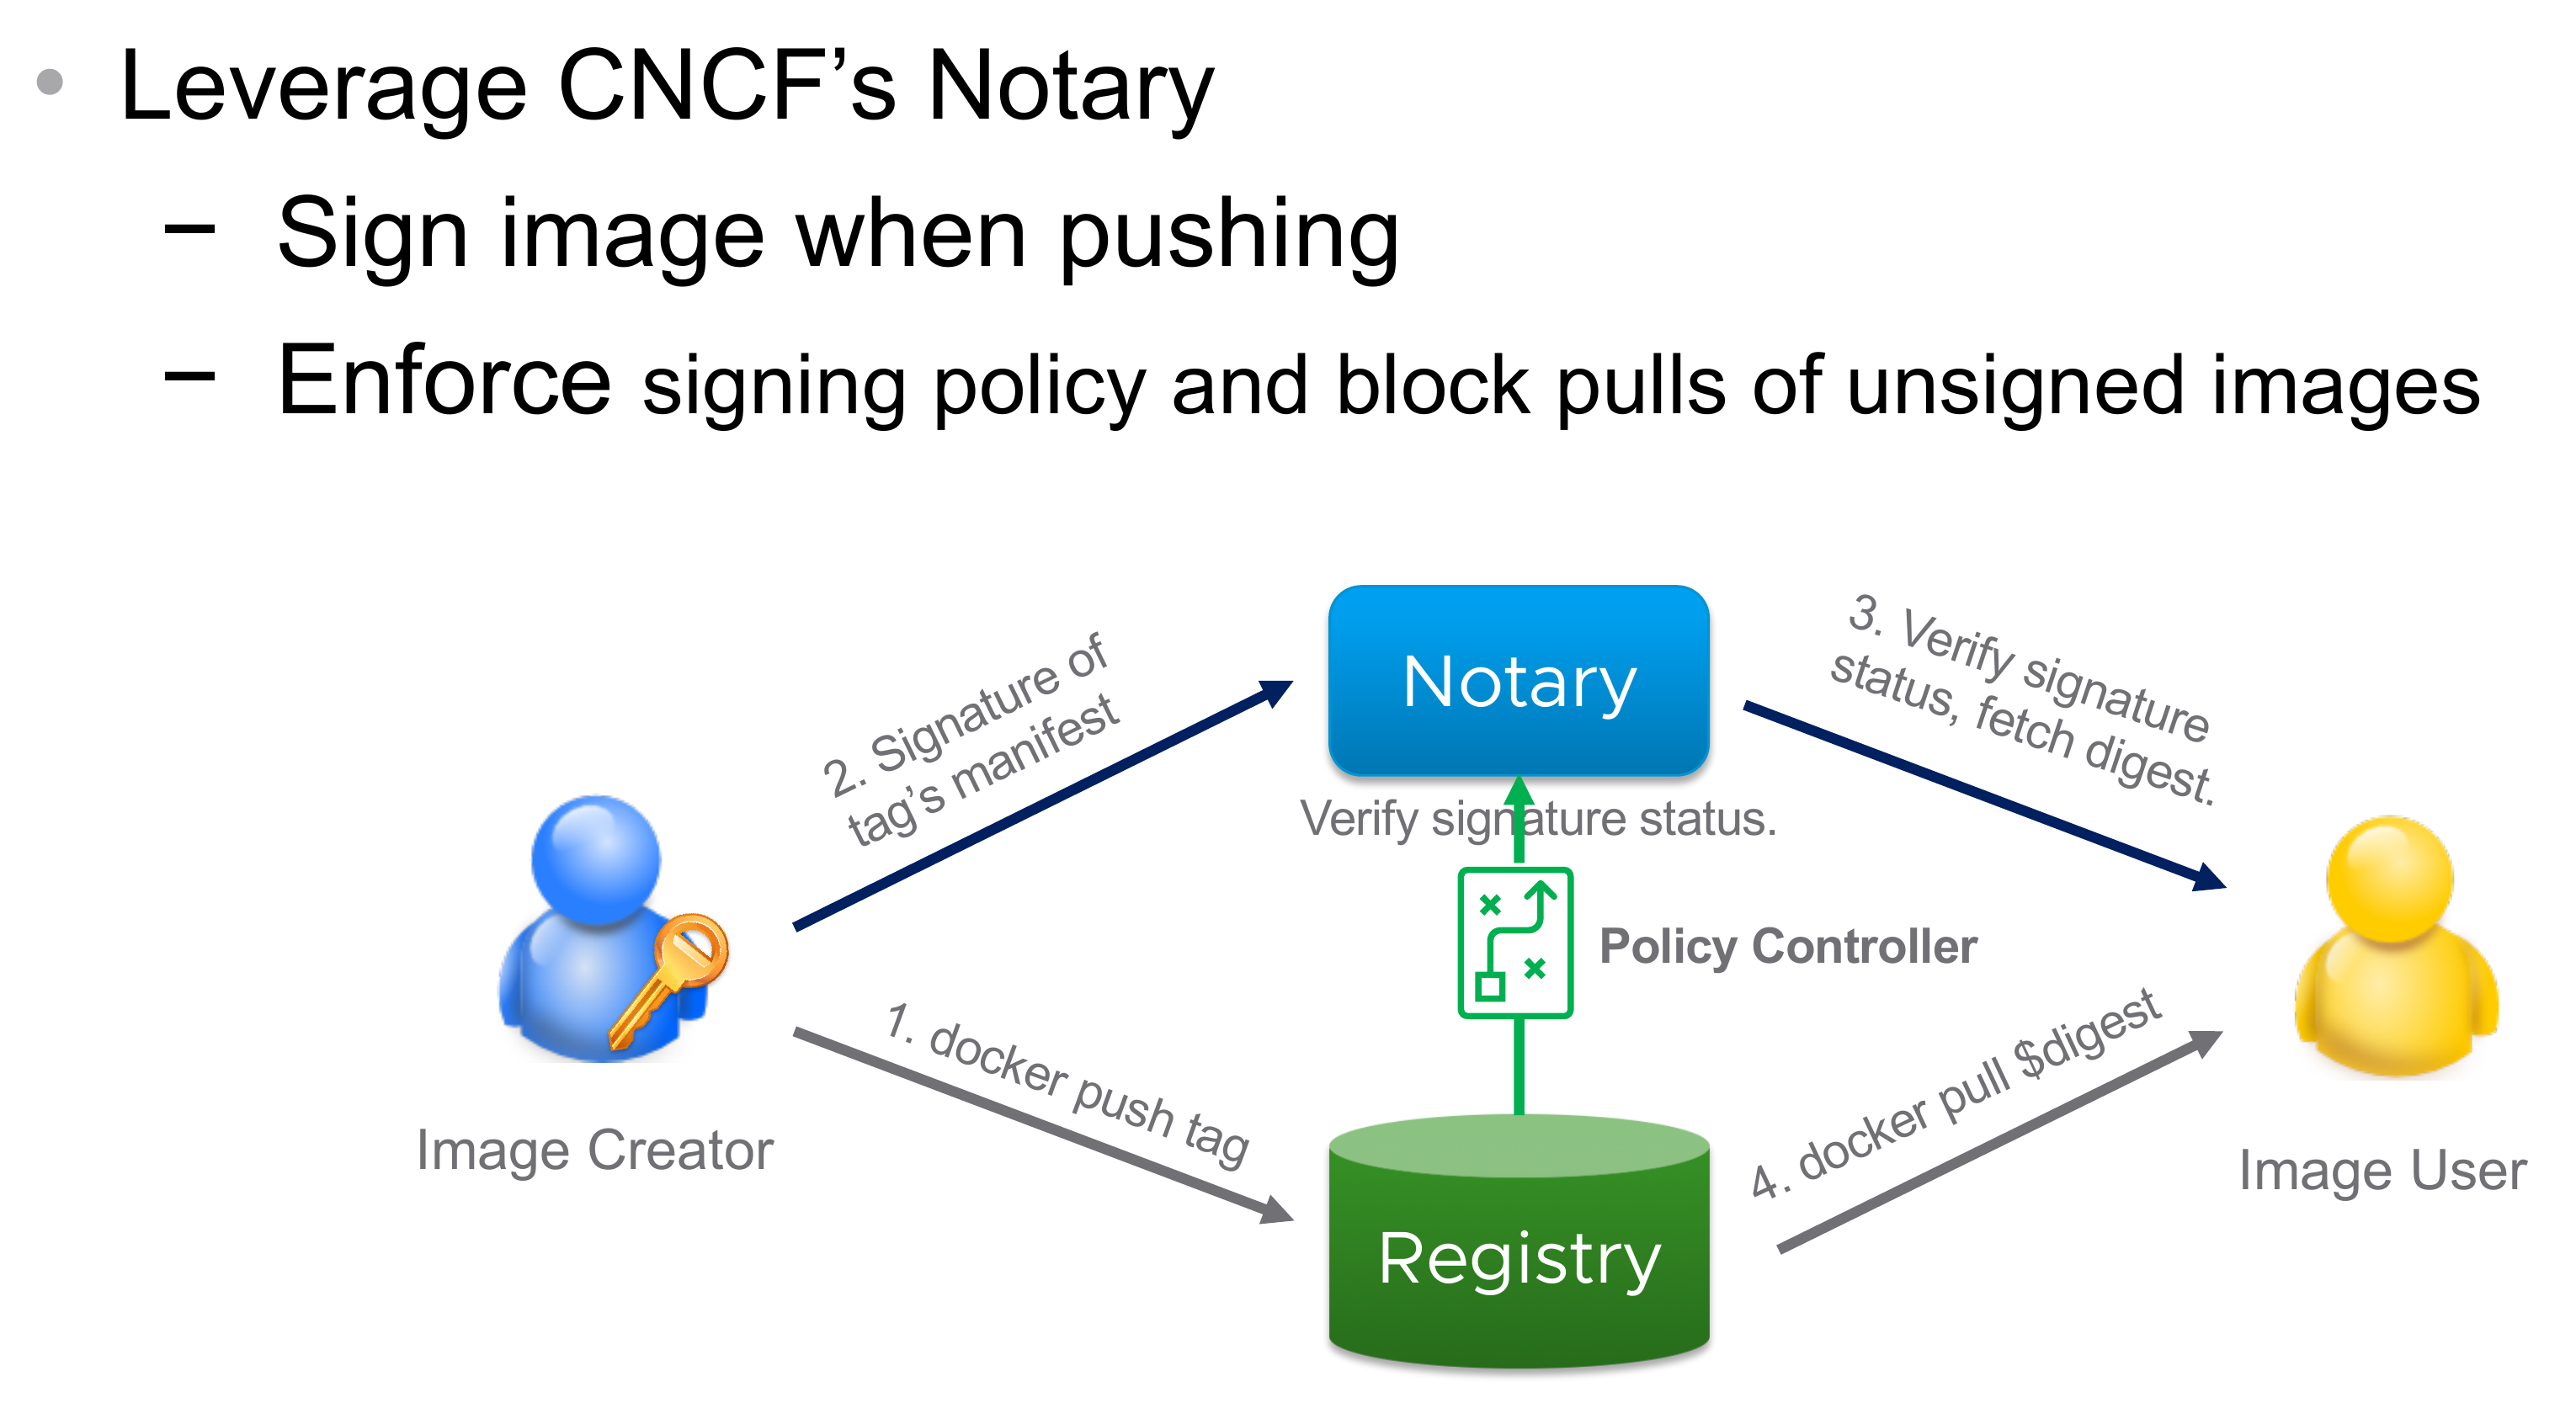 • Leverage CNCF’s Notary
– Sign image when pushing
– Enforce signing policy and block pulls of unsigned images
2. Signature of
tag’s manifest
Notary
3. Verify signature
status, fetch digest.
Verify signature status.
Policy Controller
1. docker push tag
4. docker pull $digest
Image Creator
Image User
Registry